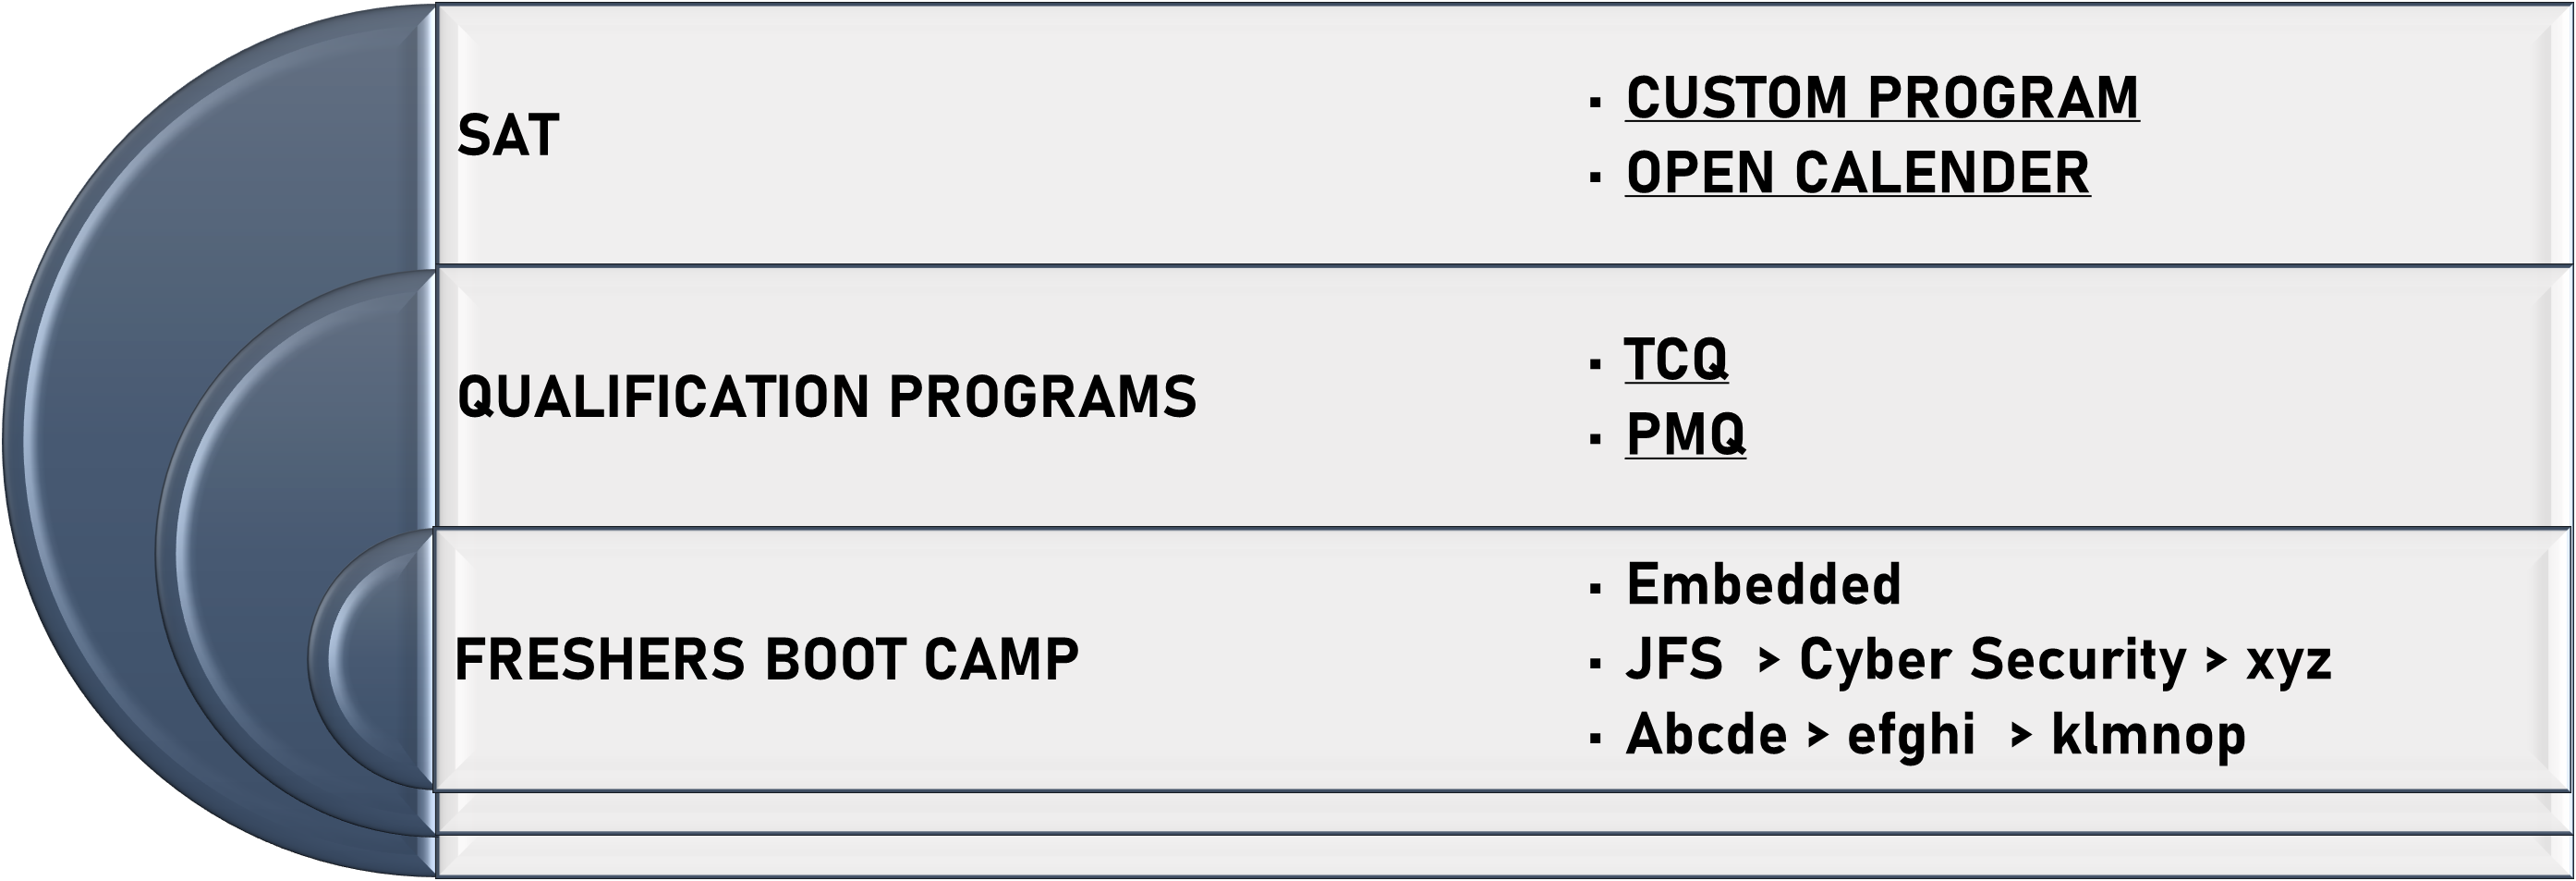 SAT
▪ CUSTOM PROGRAM
▪ OPEN CALENDER
QUALIFICATION PROGRAMS
▪ TCQ
▪ PMQ
FRESHERS BOOT CAMP
▪ Embedded
▪ JFS  > Cyber Security > xyz
▪ Abcde > efghi  > klmnop